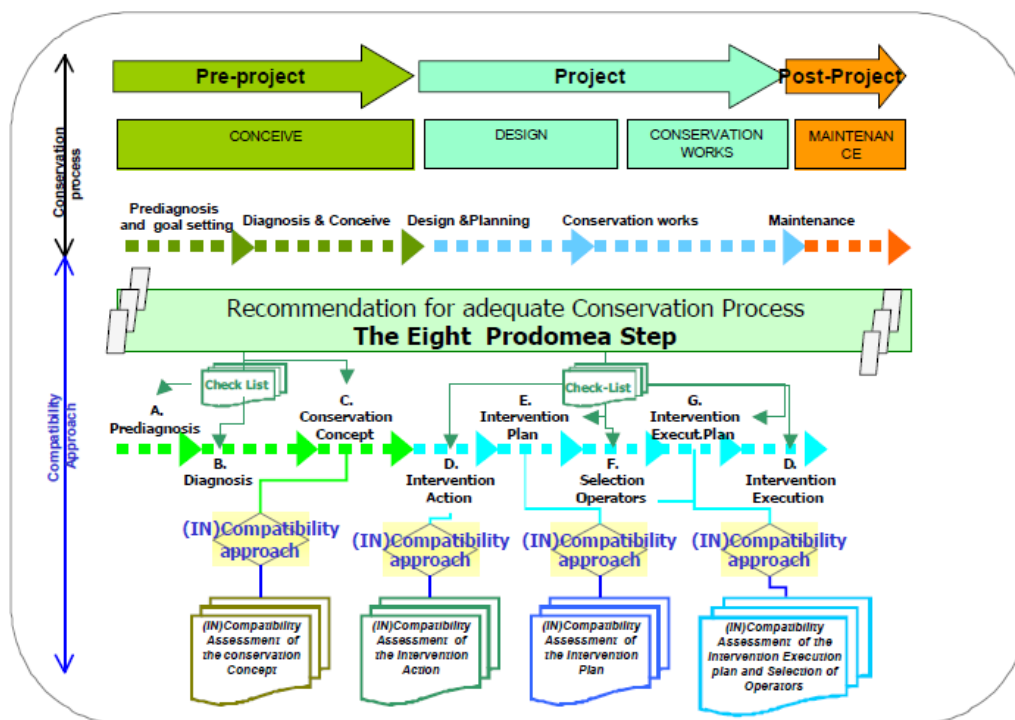 Pre-project
Project
Post-Project
CONCEIVE
DESIGN
CONSERVATION
WORKS
MAINTENAN
CE
Conservation
process
Prediagnosis
and goal setting
Diagnosis & Conceive
Design &Planning
Conservation works
Maintenance
Compatibility
Approach
Recommendation for adequate Conservation Process
The Eight Prodomea Step
Check List
Check-List
A.
Prediagnosis
B.
Diagnosis
C.
Conservation
Concept
D.
Intervention
Action
E.
Intervention
Plan
F.
Selection
Operators
G.
Intervention
Execut.Plan
D.
Intervention
Execution
(IN)Compatibility
approach
(IN)Compatibility
approach
(IN)Compatibility
approach
(IN)Compatibility
approach
(IN)Compatibility
Assessment of
the conservation
Concept
(IN)Compatibility
Assessment of
the Intervention
Action
(IN)Compatibility
Assessment of
the Intervention
Plan
(IN)Compatibility
Assessment of the
Intervention Execution
plan and Selection of
Operators